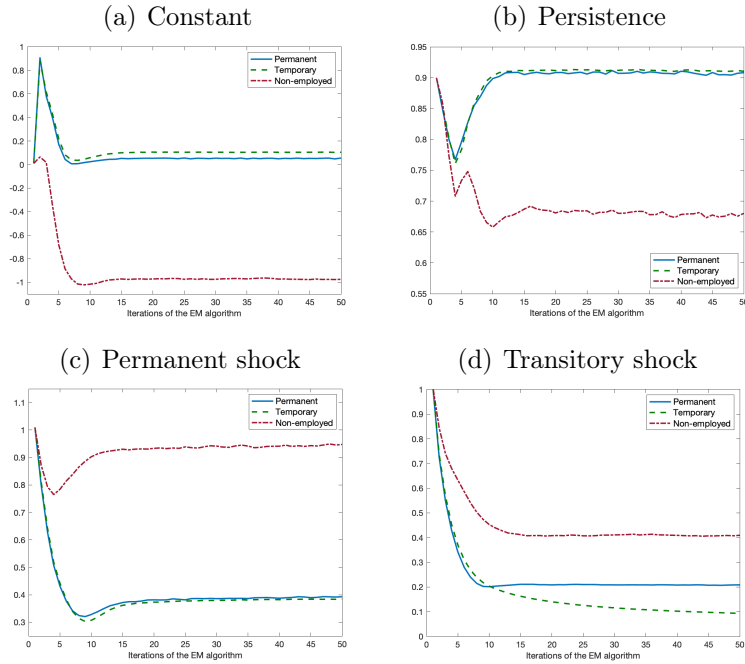 (a) Constant
1
0.8
0.6
0.4
0.2
0
-0.2
-0.4
-0.6
-0.8
-1
0 5 10 15 20 25 30 35 40 45 50
Iterations of the EM algorithm
Permanent
Temporary
Non-employed
(b) Persistence
0.95
0.9
0.85
0.8
0.75
0.7
0.65
0.6
0.55
0 5 10 15 20 25 30 35 40 45 50
Iterations of the EM algorithm
Permanent
Temporary
Non-employed
(c) Permanent shock
1.1
1
0.9
0.8
0.7
0.6
0.5
0.4
0.3
0 5 10 15 20 25 30 35 40 45 50
Iterations of the EM algorithm
Permanent
Temporary
Non-employed
(d) Transitory shock
1
0.9
0.8
0.7
0.6
0.5
0.4
0.3
0.2
0.1
0
0 5 10 15 20 25 30 35 40 45 50
Iterations of the EM algorithm
Permanent
Temporary
Non-employed